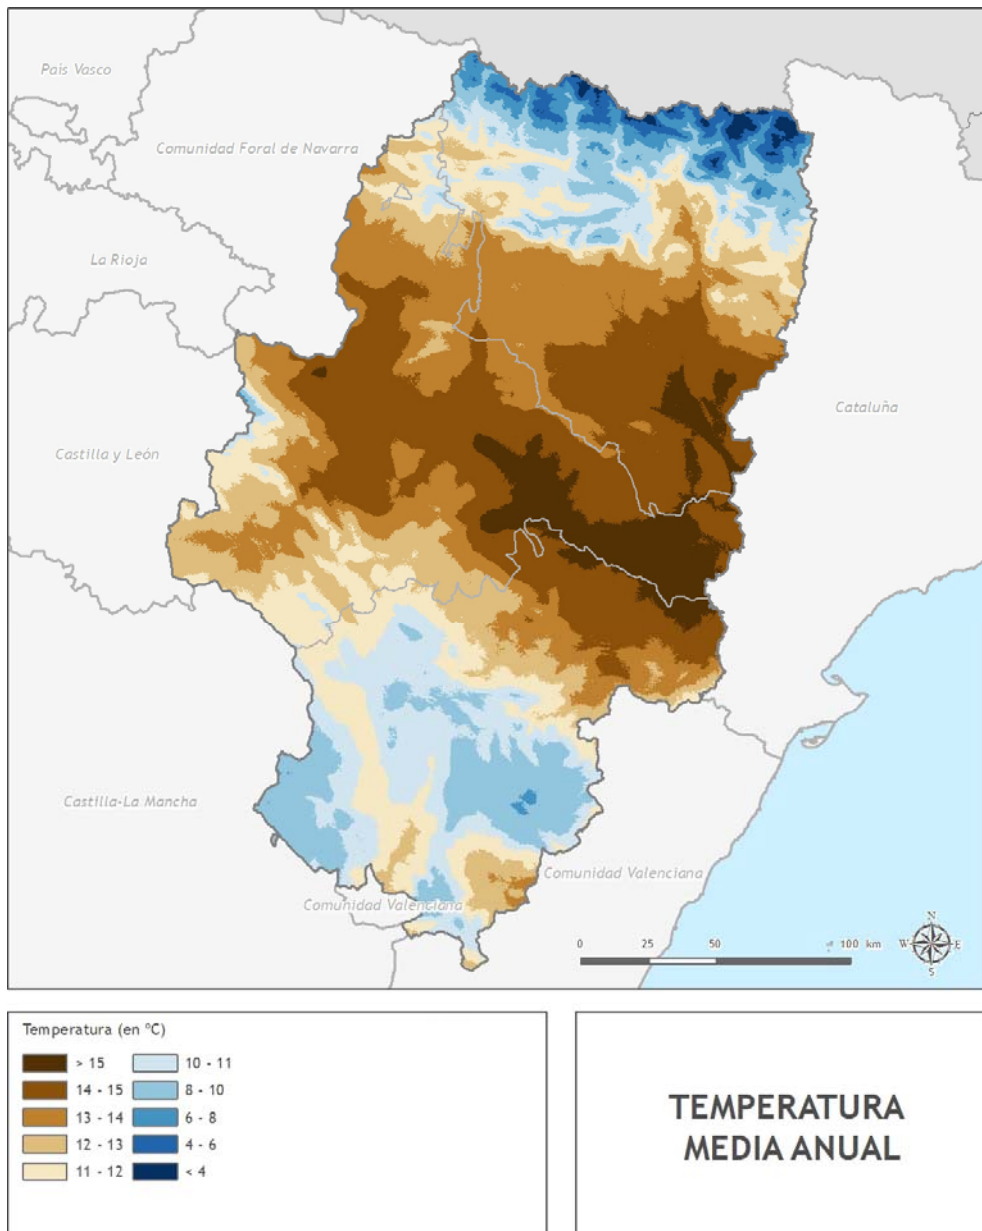 País Vasco
Comunidad Foral de Navarra
La Rioja
Cataluña
Castilla y León
Castilla-La Mancha
Comunidad Valenciana
Comunidad Valenciana
N
W E
S
0 25 50 100 km
Temperatura (en ºC)
> 15 10 - 11
14 - 15 8 - 10
13 - 14 6 - 8
12 - 13 4 - 6
11 - 12 < 4
TEMPERATURA
MEDIA ANUAL